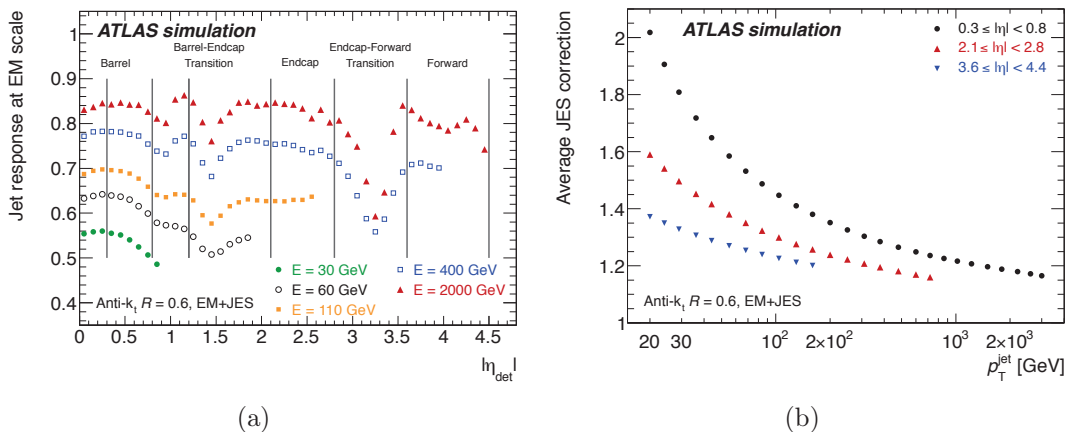 ATLAS simulation
Barrel-Endcap
Endcap-Forward
Barrel
Transition
Endcap
Transition
Forward
Jet response at EM scale
1
0.9
0.8
0.7
0.6
0.5
0.4
E = 30 GeV
E = 400 GeV
E = 60 GeV
E = 2000 GeV
E = 110 GeV
Anti-kt R = 0.6, EM+JES
0 0.5 1 1.5 2 2.5 3 3.5 4 4.5
|ηdet|
(a)
ATLAS simulation
0.3 ≤ |η| < 0.8
2.1 ≤ |η| < 2.8
3.6 ≤ |η| < 4.4
Average JES correction
2
1.8
1.6
1.4
1.2
1
Anti-kt R = 0.6, EM+JES
20 30 10² 2×10² 10³ 2×10³
pTjet [GeV]
(b)